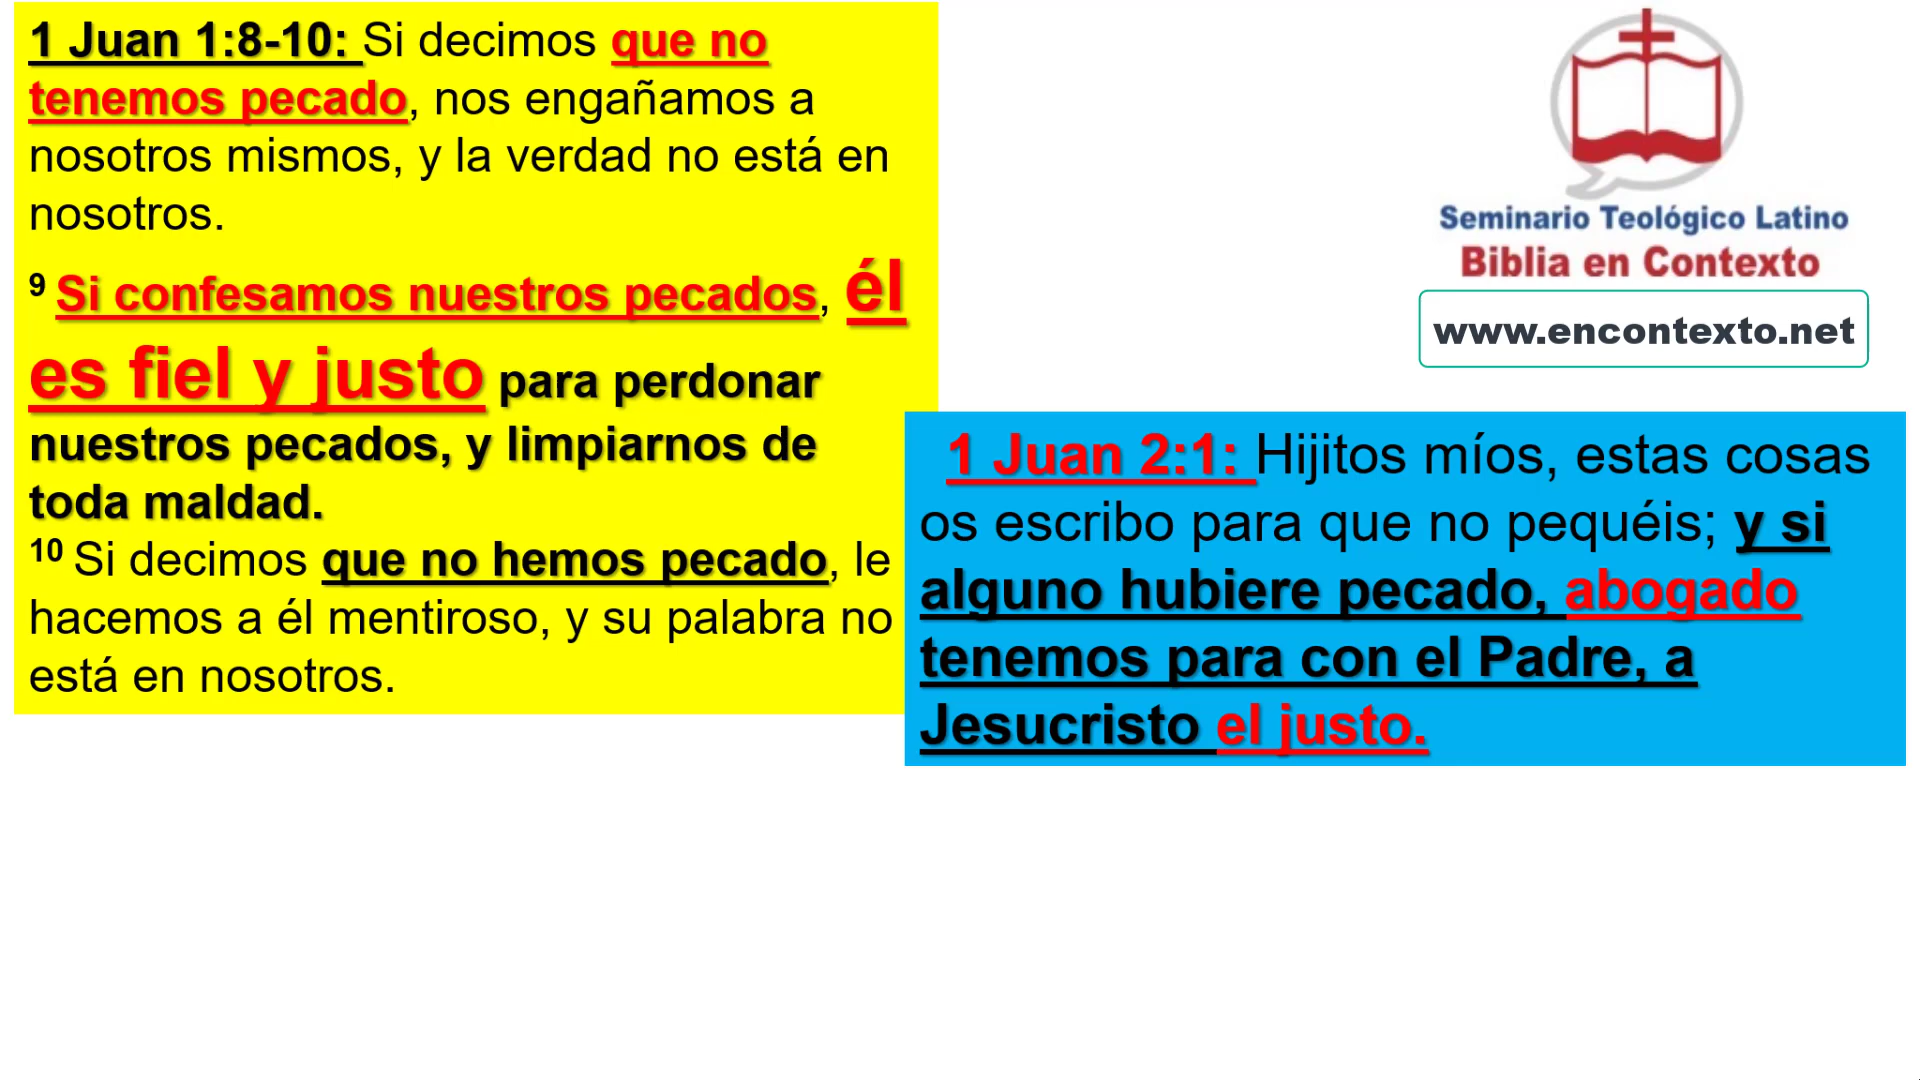 1 Juan 1:8-10: Si decimos que no
tenemos pecado, nos engañamos a
nosotros mismos, y la verdad no está en
nosotros.
9 Si confesamos nuestros pecados, él
es fiel y justo para perdonar
nuestros pecados, y limpiarnos de
toda maldad.
10 Si decimos que no hemos pecado, le
hacemos a él mentiroso, y su palabra no
está en nosotros.
Seminario Teológico Latino
Biblia en Contexto
www.encontexto.net
1 Juan 2:1: Hijitos míos, estas cosas
os escribo para que no pequéis; y si
alguno hubiere pecado, abogado
tenemos para con el Padre, a
Jesucristo el justo.